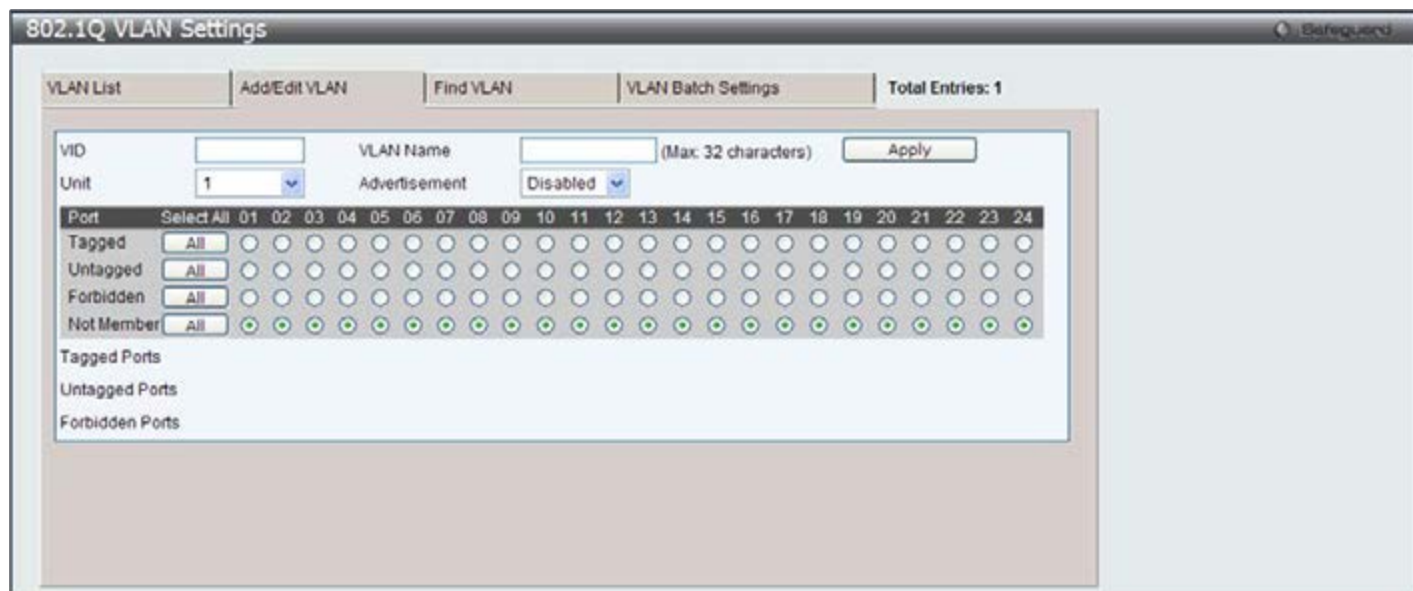 802.1Q VLAN Settings Safeguard
VLAN List Add/Edit VLAN Find VLAN VLAN Batch Settings Total Entries: 1
VID VLAN Name (Max: 32 characters) Apply
Unit 1 Advertisement Disabled
Port Select All 01 02 03 04 05 06 07 08 09 10 11 12 13 14 15 16 17 18 19 20 21 22 23 24
Tagged All
Untagged All
Forbidden All
Not Member All
Tagged Ports
Untagged Ports
Forbidden Ports